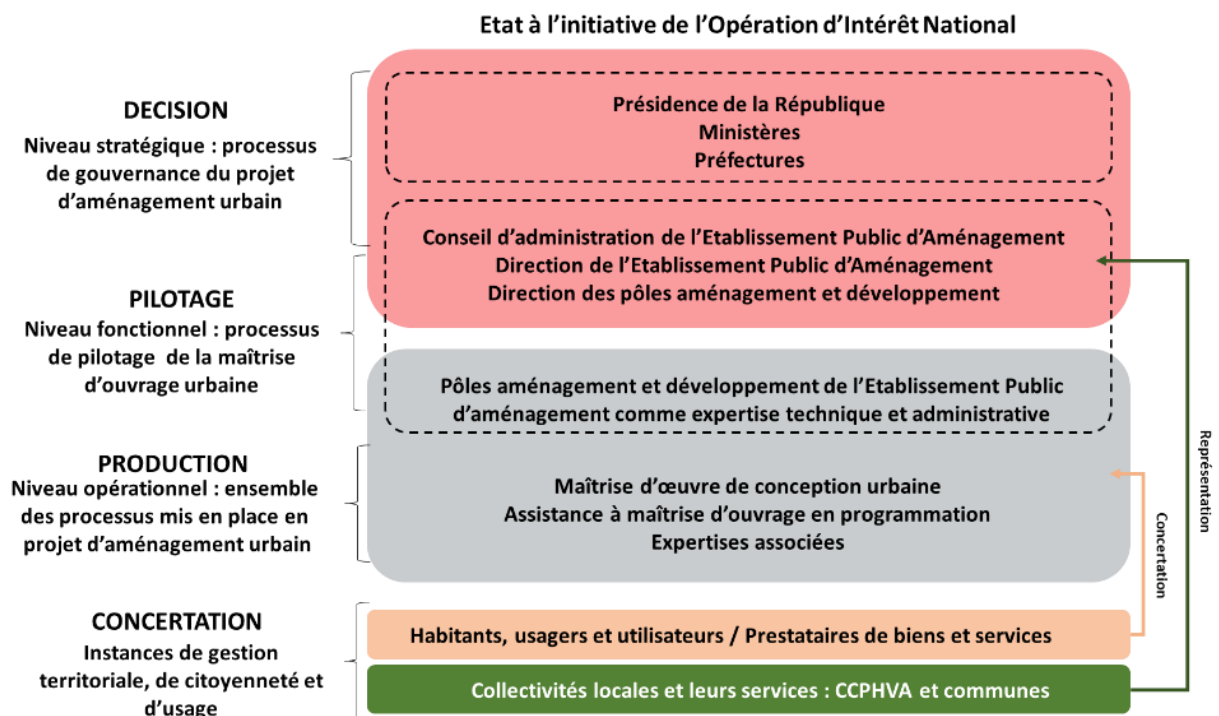 Etat à l'initiative de l'Opération d'Intérêt National
DECISION
Niveau stratégique : processus
de gouvernance du projet
d'aménagement urbain
Présidence de la République
Ministères
Préfectures
Conseil d'administration de l'Etablissement Public d'Aménagement
Direction de l'Etablissement Public d'Aménagement
Direction des pôles aménagement et développement
PILOTAGE
Niveau fonctionnel : processus
de pilotage de la maîtrise
d'ouvrage urbaine
Pôles aménagement et développement de l'Etablissement Public
d'aménagement comme expertise technique et administrative
PRODUCTION
Niveau opérationnel : ensemble
des processus mis en place en
projet d'aménagement urbain
Maîtrise d'œuvre de conception urbaine
Assistance à maîtrise d'ouvrage en programmation
Expertises associées
Concertation
Représentation
CONCERTATION
Instances de gestion
territoriale, de citoyenneté et
d'usage
Habitants, usagers et utilisateurs / Prestataires de biens et services
Collectivités locales et leurs services : CCPHVA et communes